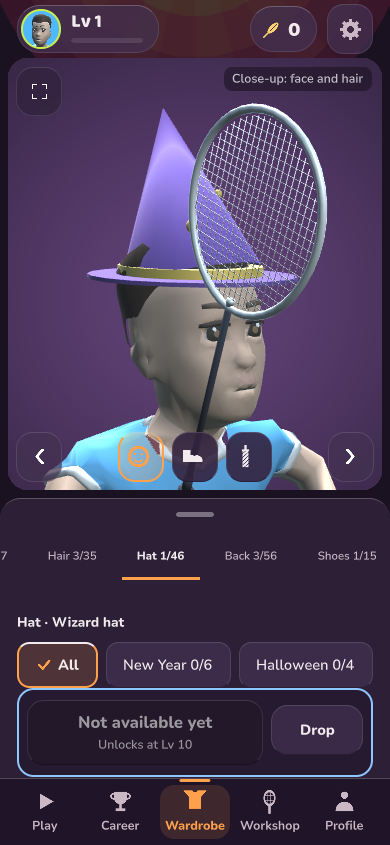 Lv 1
0
Close-up: face and hair
7
Hair 3/35
Hat 1/46
Back 3/56
Shoes 1/15
Hat · Wizard hat
All
New Year 0/6
Halloween 0/4
Not available yet
Unlocks at Lv 10
Drop
Play
Career
Wardrobe
Workshop
Profile